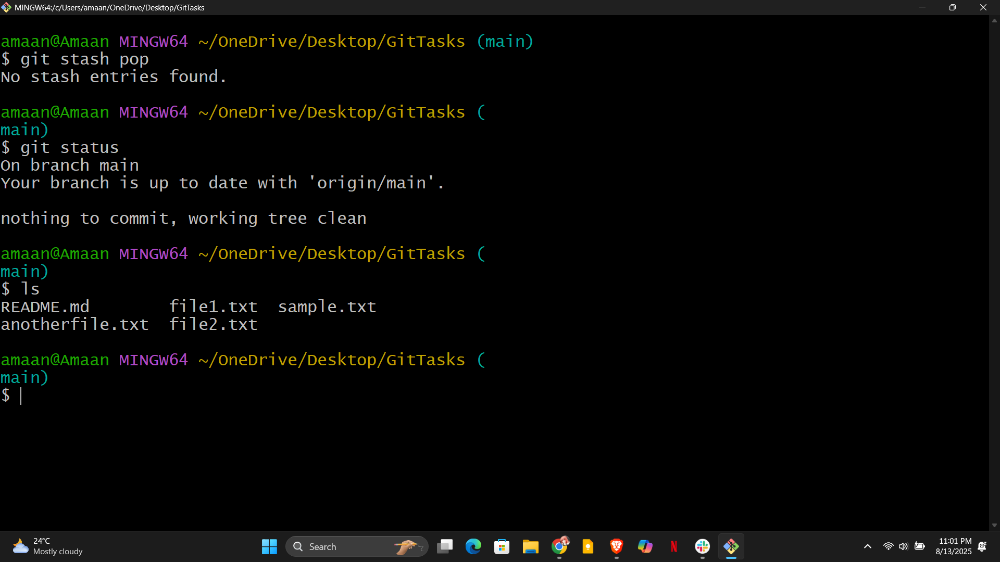 MINGW64:/c/Users/amaan/OneDrive/Desktop/GitTasks
amaan@Amaan MINGW64 ~/OneDrive/Desktop/GitTasks (main)
$ git stash pop
No stash entries found.
amaan@Amaan MINGW64 ~/OneDrive/Desktop/GitTasks (
main)
$ git status
On branch main
Your branch is up to date with 'origin/main'.
nothing to commit, working tree clean
amaan@Amaan MINGW64 ~/OneDrive/Desktop/GitTasks (
main)
$ ls
README.md        file1.txt  sample.txt
anotherfile.txt  file2.txt
amaan@Amaan MINGW64 ~/OneDrive/Desktop/GitTasks (
main)
$
24°C
Mostly cloudy
Search
11:01 PM
8/13/2025